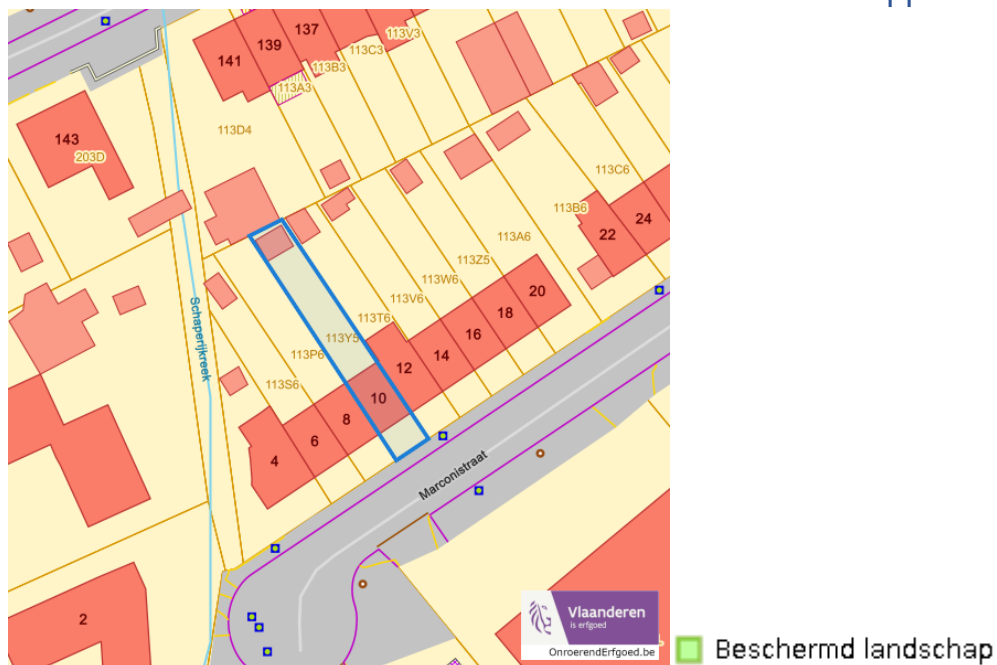 137
113V3
139
113C3
141
113B3
113A3
143
203D
113D4
113C6
113B6
24
22
113A6
113Z5
113W6
20
113V6
18
113T6
16
113Y5
14
113P6
12
Schaperijkreek
113S6
10
8
6
4
Marconistraat
2
Vlaanderen
is erfgoed
OnroerendErfgoed.be
Beschermd landschap